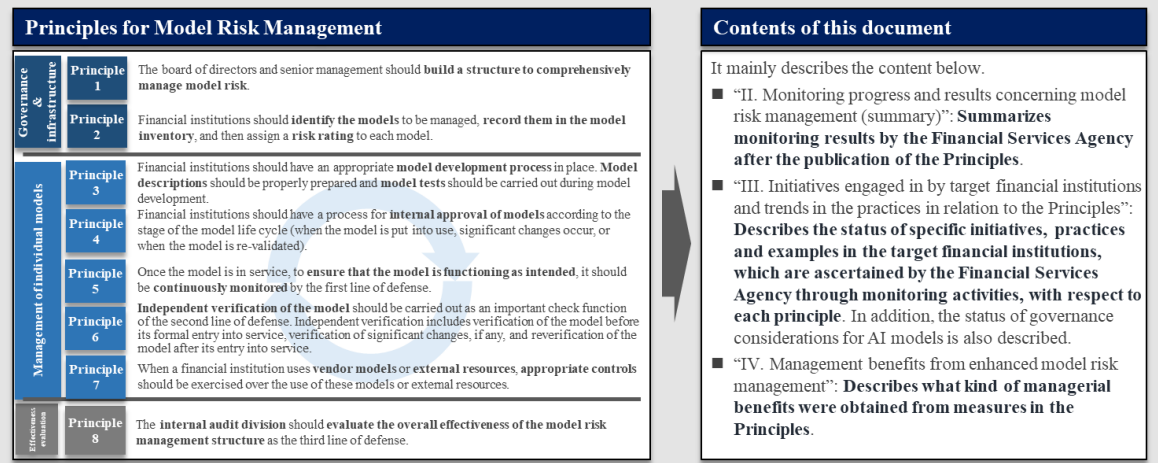 Principles for Model Risk Management
Governance
&
infrastructure
Principle
1
The board of directors and senior management should build a structure to comprehensively
manage model risk.
Principle
2
Financial institutions should identify the models to be managed, record them in the model
inventory, and then assign a risk rating to each model.
Management of individual models
Principle
3
Financial institutions should have an appropriate model development process in place. Model
descriptions should be properly prepared and model tests should be carried out during model
development.
Principle
4
Financial institutions should have a process for internal approval of models according to the
stage of the model life cycle (when the model is put into use, significant changes occur, or
when the model is re-validated).
Principle
5
Once the model is in service, to ensure that the model is functioning as intended, it should
be continuously monitored by the first line of defense.
Principle
6
Independent verification of the model should be carried out as an important check function
of the second line of defense. Independent verification includes verification of the model before
its formal entry into service, verification of significant changes, if any, and reverification of the
model after its entry into service.
Principle
7
When a financial institution uses vendor models or external resources, appropriate controls
should be exercised over the use of these models or external resources.
Effectiveness
evaluation
Principle
8
The internal audit division should evaluate the overall effectiveness of the model risk
management structure as the third line of defense.
Contents of this document
It mainly describes the content below.
■ “II. Monitoring progress and results concerning model
risk management (summary)”: Summarizes
monitoring results by the Financial Services Agency
after the publication of the Principles.
■ “III. Initiatives engaged in by target financial institutions
and trends in the practices in relation to the Principles”:
Describes the status of specific initiatives, practices
and examples in the target financial institutions,
which are ascertained by the Financial Services
Agency through monitoring activities, with respect to
each principle. In addition, the status of governance
considerations for AI models is also described.
■ “IV. Management benefits from enhanced model risk
management”: Describes what kind of managerial
benefits were obtained from measures in the
Principles.